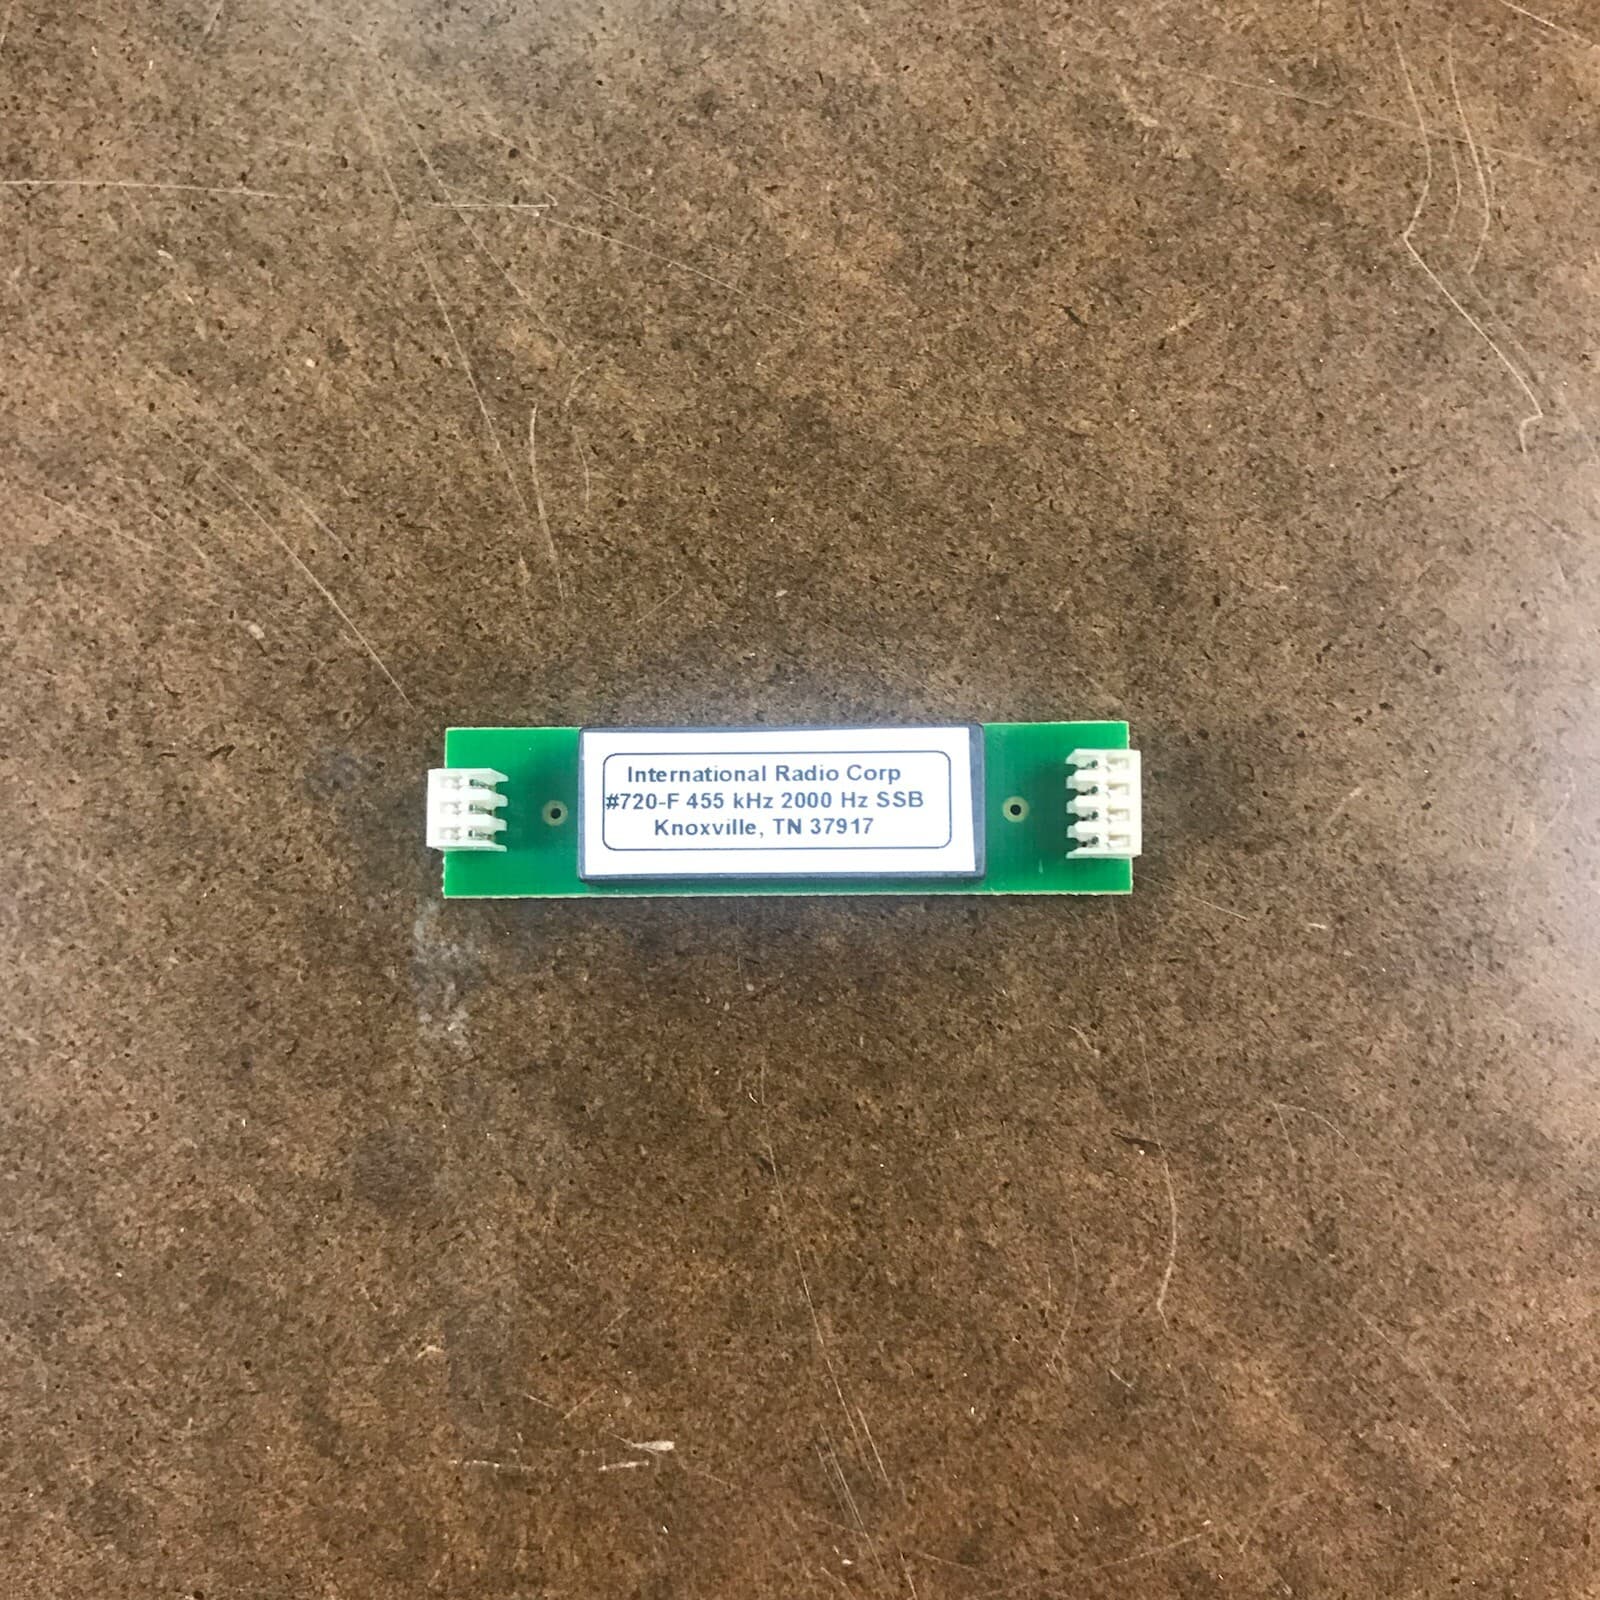 International Radio Corp
#720-F 455 kHz 2000 Hz SSB
Knoxville, TN 37917